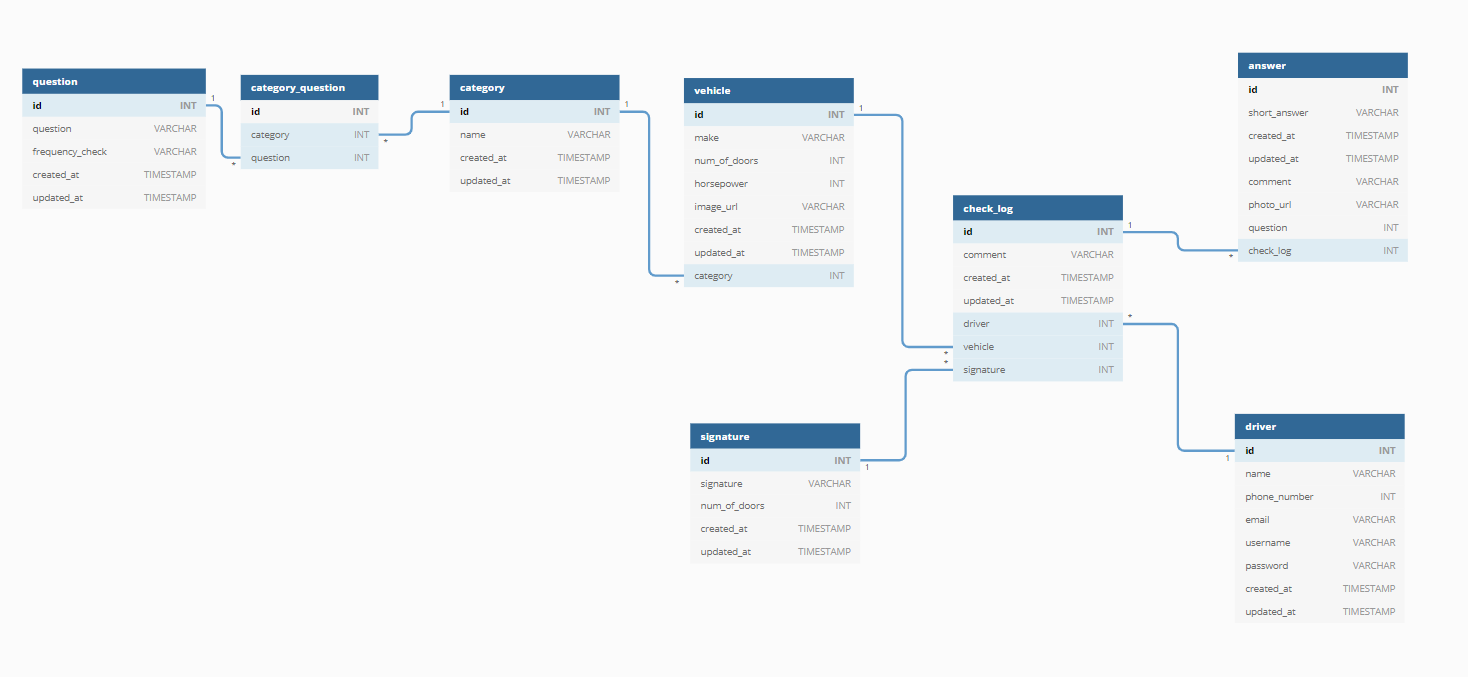 question
id INT
question VARCHAR
frequency_check VARCHAR
created_at TIMESTAMP
updated_at TIMESTAMP
1
*
category_question
id INT
category INT
question INT
*
1
category
id INT
name VARCHAR
created_at TIMESTAMP
updated_at TIMESTAMP
1
*
vehicle
id INT
make VARCHAR
num_of_doors INT
horsepower INT
image_url VARCHAR
created_at TIMESTAMP
updated_at TIMESTAMP
category INT
1
*
*
signature
id INT
signature VARCHAR
num_of_doors INT
created_at TIMESTAMP
updated_at TIMESTAMP
1
check_log
id INT
comment VARCHAR
created_at TIMESTAMP
updated_at TIMESTAMP
driver INT
vehicle INT
signature INT
1
*
*
1
answer
id INT
short_answer VARCHAR
created_at TIMESTAMP
updated_at TIMESTAMP
comment VARCHAR
photo_url VARCHAR
question INT
check_log INT
driver
id INT
name VARCHAR
phone_number INT
email VARCHAR
username VARCHAR
password VARCHAR
created_at TIMESTAMP
updated_at TIMESTAMP